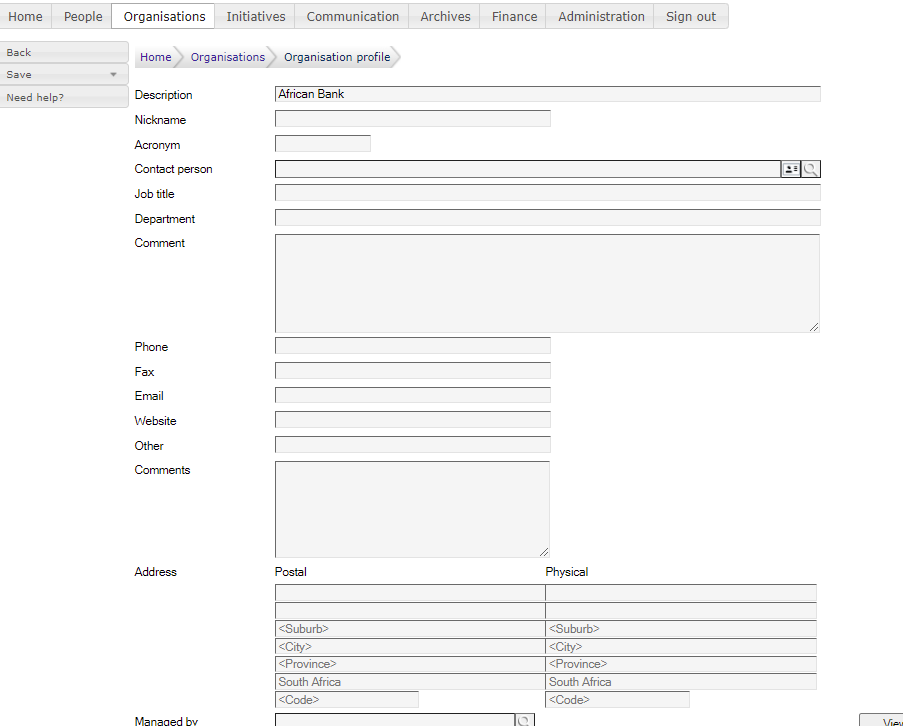 Home People Organisations Initiatives Communication Archives Finance Administration Sign out
Back
Save
Need help?
Home Organisations Organisation profile
Description African Bank
Nickname
Acronym
Contact person
Job title
Department
Comment
Phone
Fax
Email
Website
Other
Comments
Address Postal Physical
<Suburb> <Suburb>
<City> <City>
<Province> <Province>
South Africa South Africa
<Code> <Code>
Managed by